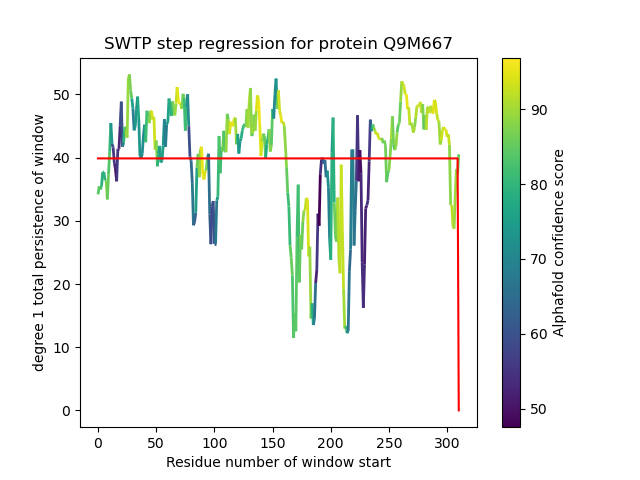 SWTP step regression for protein Q9M667
degree 1 total persistence of window
50
40
30
20
10
0
0 50 100 150 200 250 300
Residue number of window start
90
80
70
60
50
Alphafold confidence score